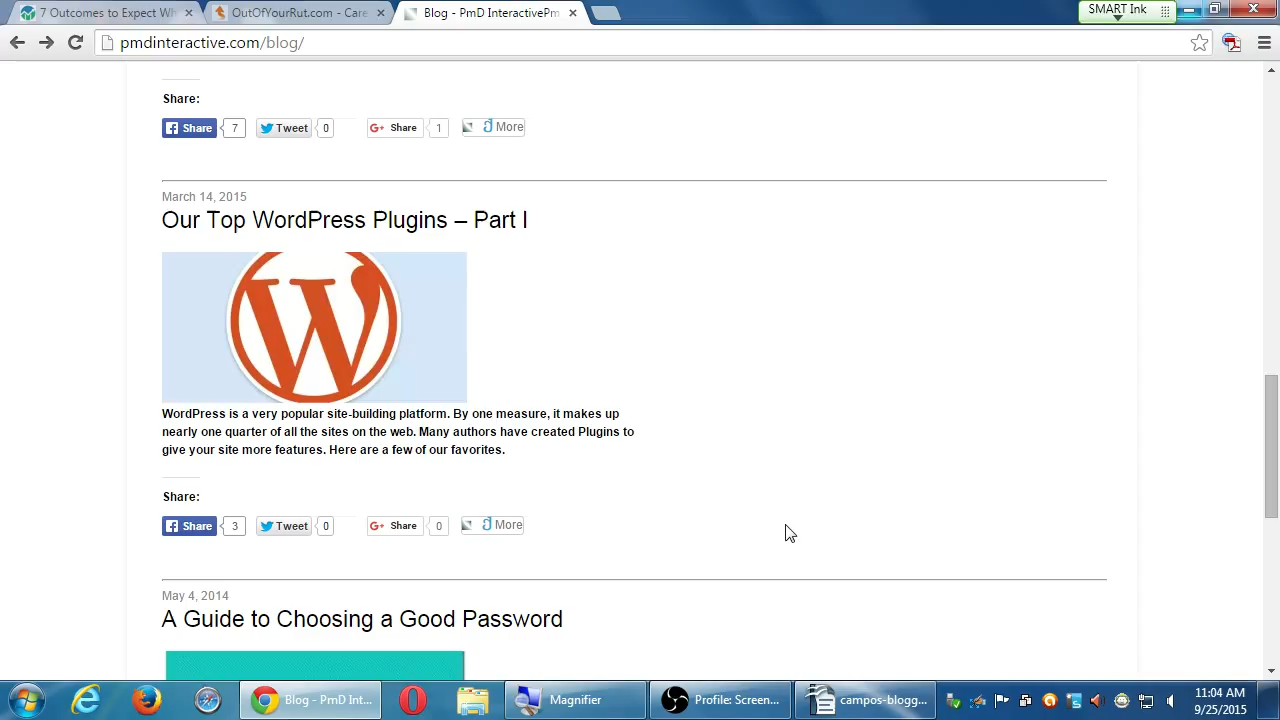 7 Outcomes to Expect Wh
OutOfYourRut.com - Care
Blog - PmD InteractivePm
SMART Ink
pmdinteractive.com/blog/
Share:
Share 7 Tweet 0 Share 1 More
March 14, 2015
Our Top WordPress Plugins – Part I
W
WordPress is a very popular site-building platform. By one measure, it makes up
nearly one quarter of all the sites on the web. Many authors have created Plugins to
give your site more features. Here are a few of our favorites.
Share:
Share 3 Tweet 0 Share 0 More
May 4, 2014
A Guide to Choosing a Good Password
Blog - PmD Int...
Magnifier
Profile: Screen...
campos-blogg...
11:04 AM
9/25/2015